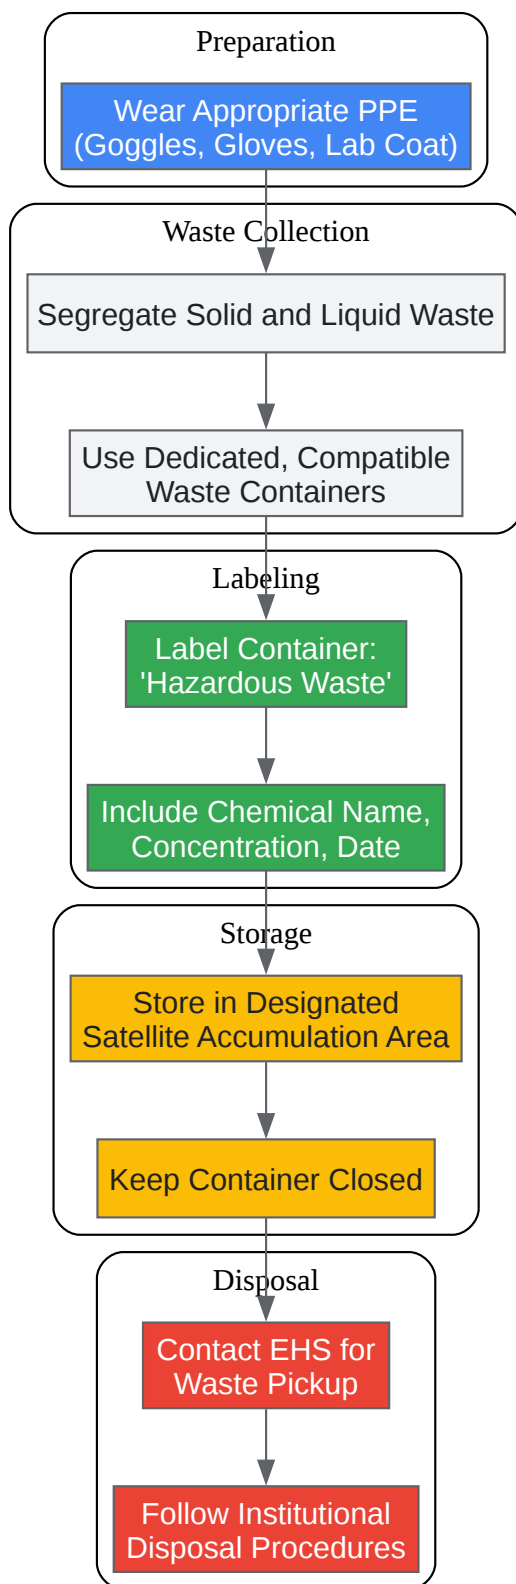 Preparation
Wear Appropriate PPE
(Goggles, Gloves, Lab Coat)
Waste Collection
Segregate Solid and Liquid Waste
Use Dedicated, Compatible
Waste Containers
Labeling
Label Container:
'Hazardous Waste'
Include Chemical Name,
Concentration, Date
Storage
Store in Designated
Satellite Accumulation Area
Keep Container Closed
Disposal
Contact EHS for
Waste Pickup
Follow Institutional
Disposal Procedures